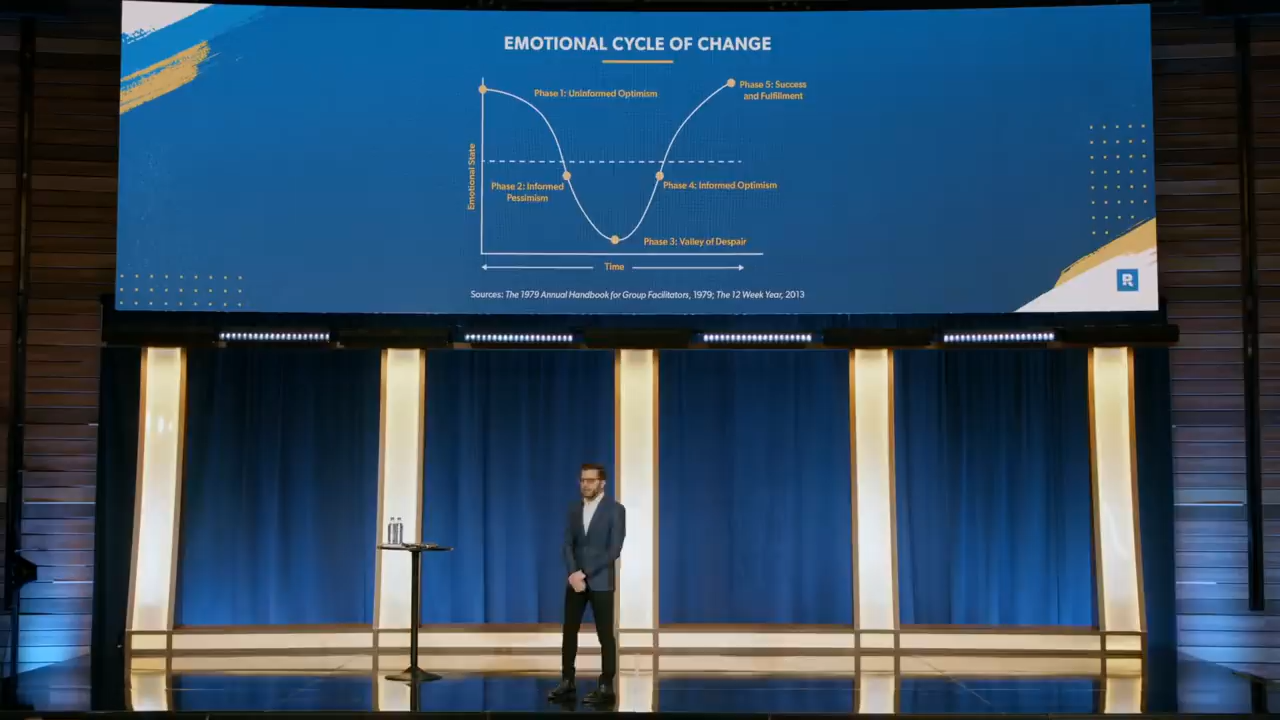 EMOTIONAL CYCLE OF CHANGE
Phase 1: Uninformed Optimism
Phase 5: Success
and Fulfillment
Emotional State
Phase 2: Informed
Pessimism
Phase 4: Informed Optimism
Phase 3: Valley of Despair
Time
Sources: The 1979 Annual Handbook for Group Facilitators, 1979; The 12 Week Year, 2013
R